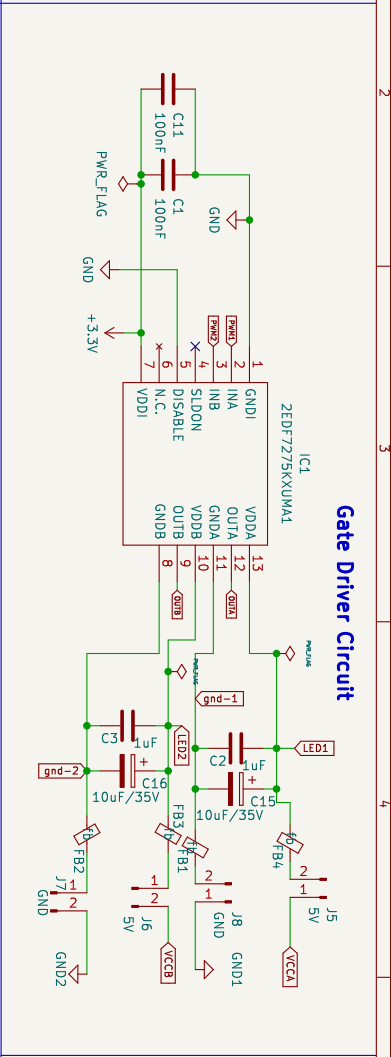 Gate Driver Circuit
2
3
4
C11
100nF
C1
100nF
PWR_FLAG
GND
GND
+3.3V
PWM2
PWM1
7
6
5
4
3
2
1
VDDI
N.C.
DISABLE
SLDON
INB
INA
GNDI
IC1
2EDF7275KXUMA1
GNDB
OUTB
VDDB
GNDA
OUTA
VDDA
8
9
10
11
12
13
OUTB
OUTA
PWR_FLAG
PWR_FLAG
gnd-1
LED2
LED1
C3
1uF
C2
1uF
gnd-2
+
C16
10uF/35V
+
C15
10uF/35V
fb
FB2
fb
FB3
fb
FB1
fb
FB4
J7
GND
1
2
J6
5V
1
2
J8
GND
2
1
J5
5V
2
1
GND2
VCCB
GND1
VCCA